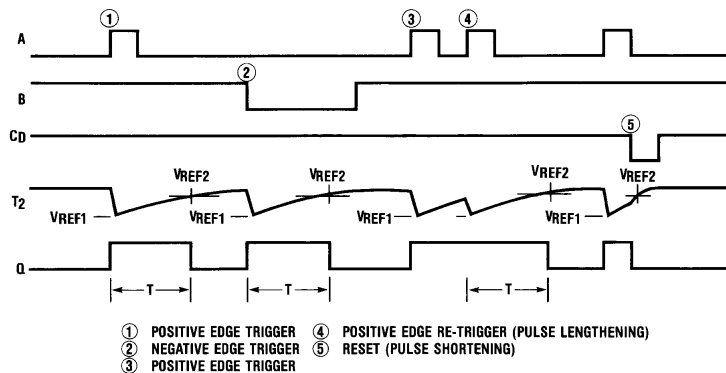 ① ③ ④
A
②
B
CD
⑤
VREF2 VREF2 VREF2 VREF2
T2
VREF1 VREF1 VREF1 VREF1
Q
T T T
① POSITIVE EDGE TRIGGER ④ POSITIVE EDGE RE-TRIGGER (PULSE LENGTHENING)
② NEGATIVE EDGE TRIGGER ⑤ RESET (PULSE SHORTENING)
③ POSITIVE EDGE TRIGGER